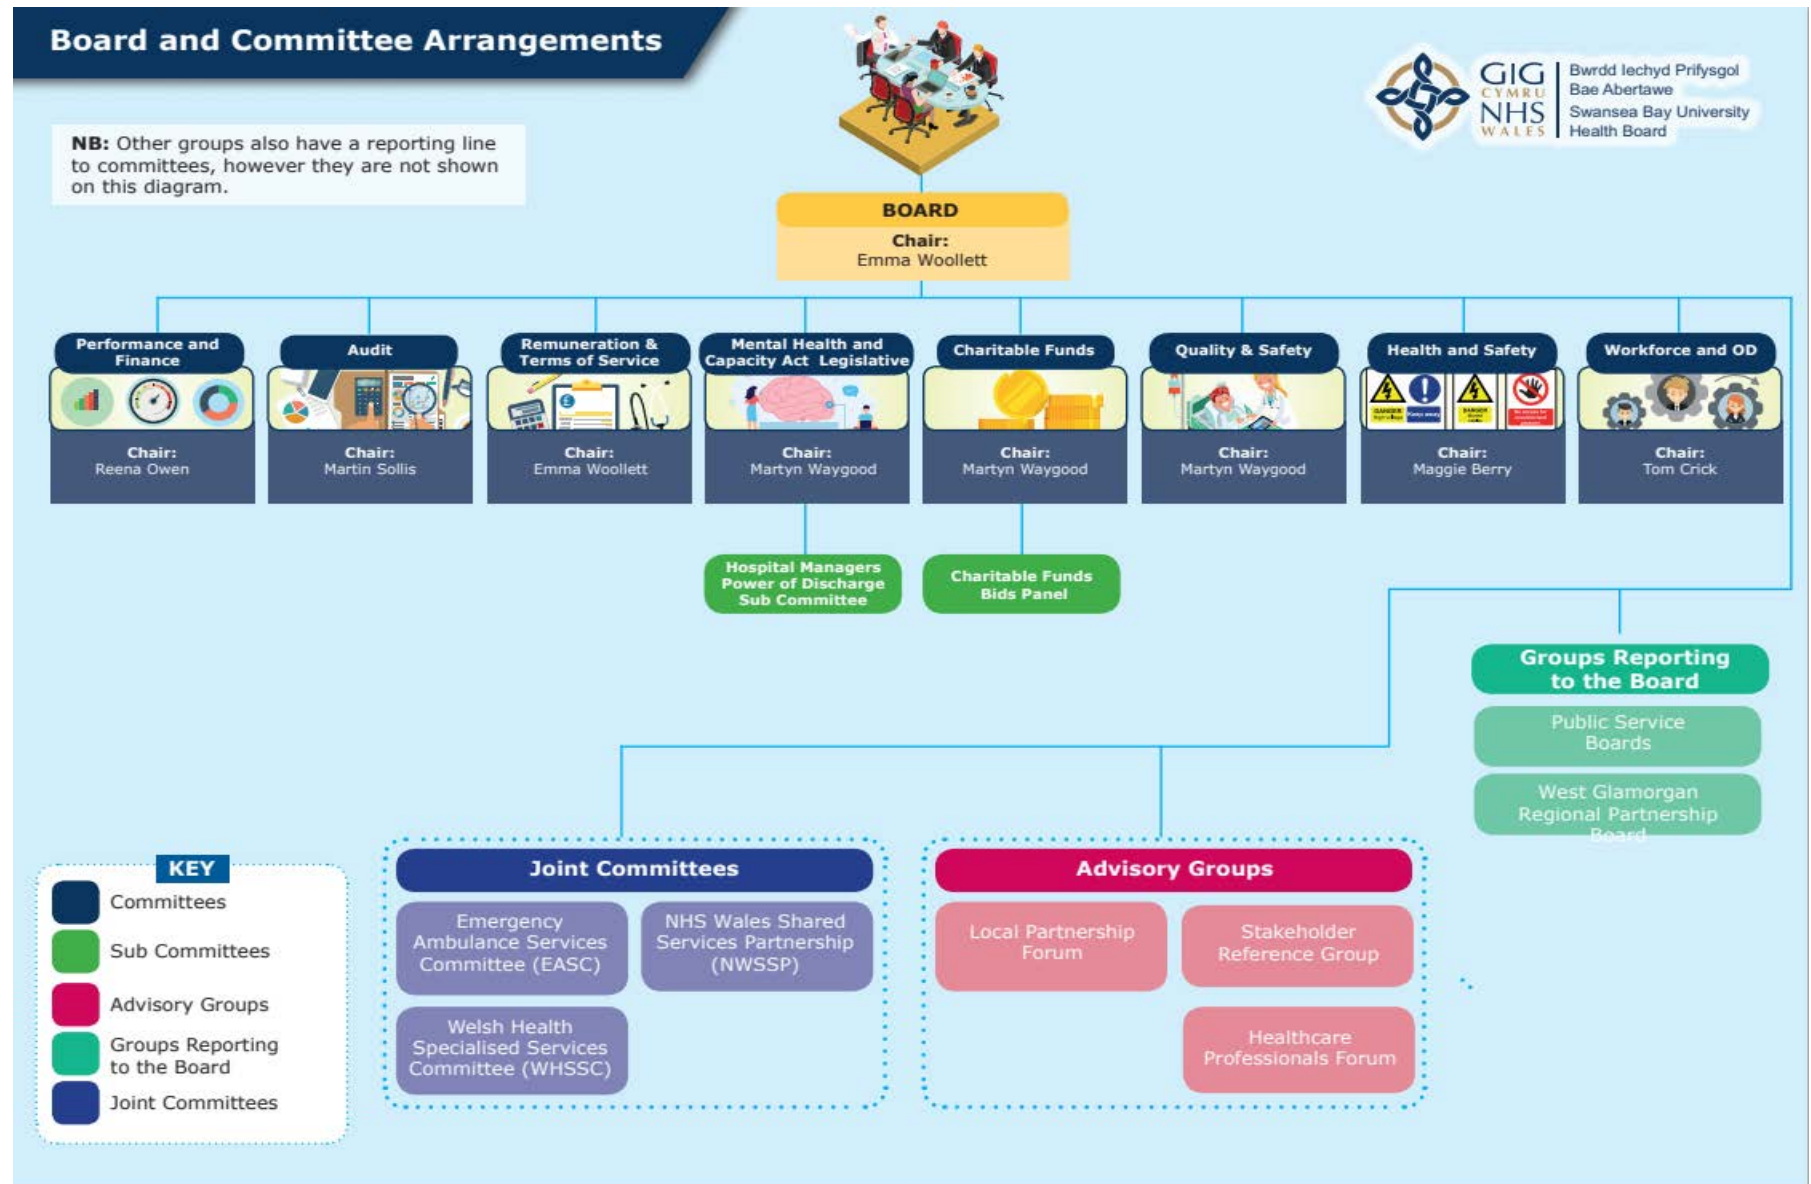 Board and Committee Arrangements
GIG
CYMRU
NHS
WALES
Bwrdd Iechyd Prifysgol
Bae Abertawe
Swansea Bay University
Health Board
NB: Other groups also have a reporting line
to committees, however they are not shown
on this diagram.
BOARD
Chair:
Emma Woollett
Performance and
Finance
Chair:
Reena Owen
Audit
Chair:
Martin Sollis
Remuneration &
Terms of Service
Chair:
Emma Woollett
Mental Health and
Capacity Act Legislative
Chair:
Martyn Waygood
Charitable Funds
Chair:
Martyn Waygood
Quality & Safety
Chair:
Martyn Waygood
Health and Safety
DANGER
Keep away
DANGER
Chair:
Maggie Berry
Workforce and OD
Chair:
Tom Crick
Hospital Managers
Power of Discharge
Sub Committee
Charitable Funds
Bids Panel
Groups Reporting
to the Board
Public Service
Boards
West Glamorgan
Regional Partnership
Board
Joint Committees
Emergency
Ambulance Services
Committee (EASC)
NHS Wales Shared
Services Partnership
(NWSSP)
Welsh Health
Specialised Services
Committee (WHSSC)
Advisory Groups
Local Partnership
Forum
Stakeholder
Reference Group
Healthcare
Professionals Forum
KEY
Committees
Sub Committees
Advisory Groups
Groups Reporting
to the Board
Joint Committees